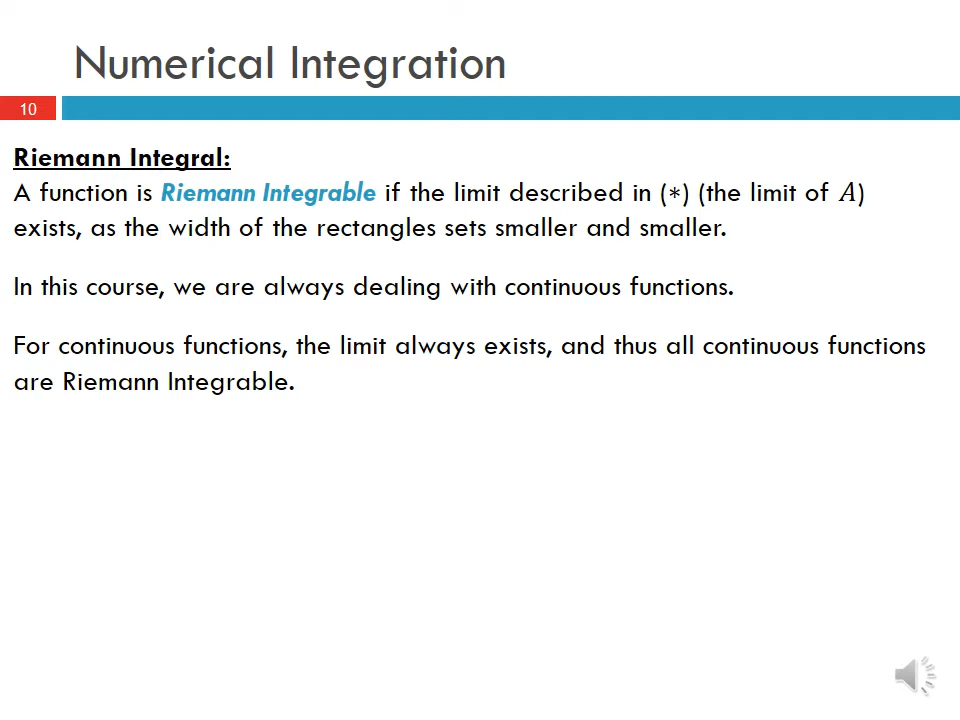 Numerical Integration
10
Riemann Integral:
A function is Riemann Integrable if the limit described in (∗) (the limit of 𝐴)
exists, as the width of the rectangles sets smaller and smaller.
In this course, we are always dealing with continuous functions.
For continuous functions, the limit always exists, and thus all continuous functions
are Riemann Integrable.